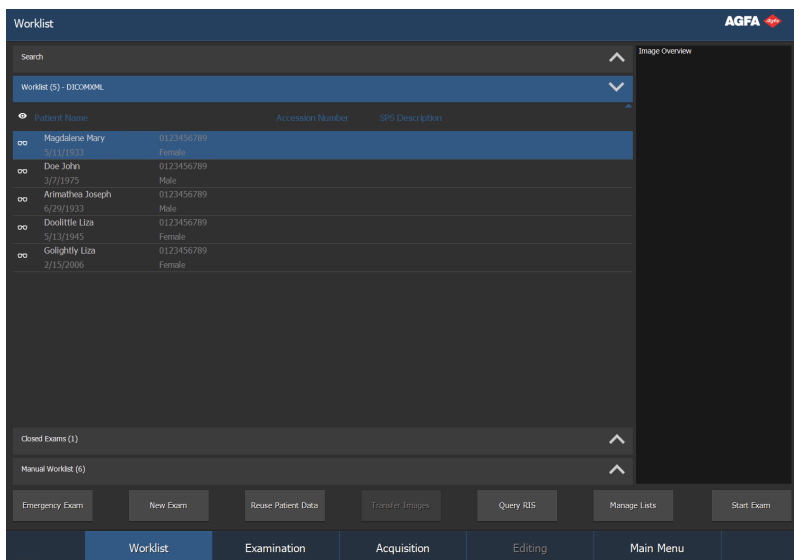 Worklist
AGFA Agfa
Search
Image Overview
Worklist (5) - DICOMXML
Patient Name Accession Number SPS Description
Magdalene Mary 0123456789
5/11/1933 Female
Doe John 0123456789
3/7/1975 Male
Arimathea Joseph 0123456789
6/29/1933 Male
Doolittle Liza 0123456789
5/13/1945 Female
Golightly Liza 0123456789
2/15/2006 Female
Closed Exams (1)
Manual Worklist (6)
Emergency Exam New Exam Reuse Patient Data Transfer Images Query RIS Manage Lists Start Exam
Worklist Examination Acquisition Editing Main Menu